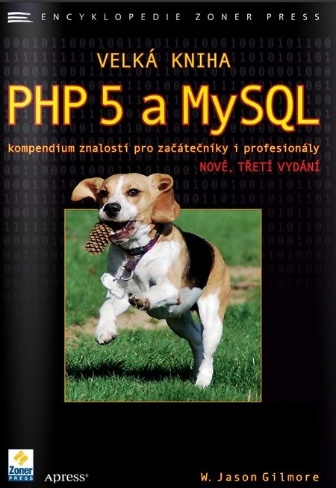 ENCYKLOPEDIE ZONER PRESS
VELKÁ KNIHA
PHP 5 a MySQL
kompendium znalostí pro začátečníky i profesionály
NOVÉ, TŘETÍ VYDÁNÍ
Zoner
PRESS
Apress®
W. Jason Gilmore